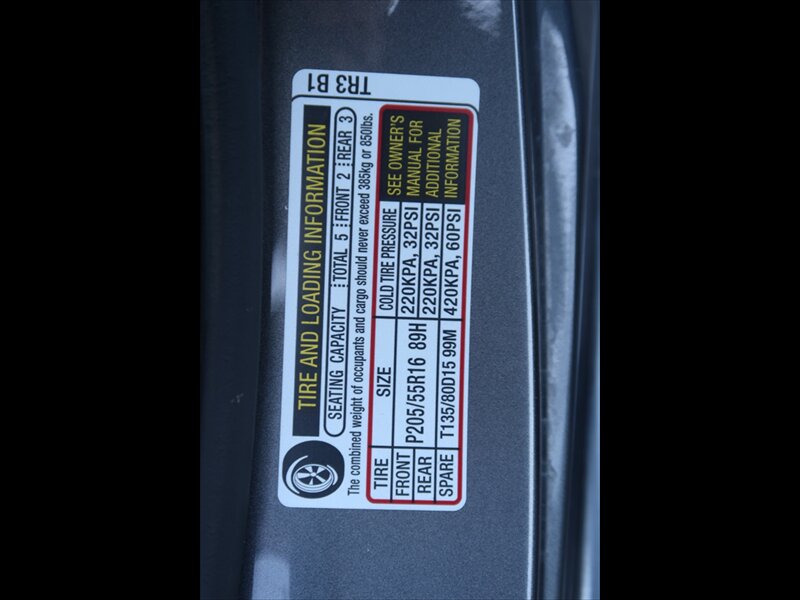 TR3 B1
TIRE AND LOADING INFORMATION
SEATING CAPACITY TOTAL 5 FRONT 2 REAR 3
The combined weight of occupants and cargo should never exceed 385kg or 850lbs.
TIRE SIZE COLD TIRE PRESSURE
FRONT P205/55R16 89H 220KPA, 32PSI
REAR 220KPA, 32PSI
SPARE T135/80D15 99M 420KPA, 60PSI
SEE OWNER'S
MANUAL FOR
ADDITIONAL
INFORMATION